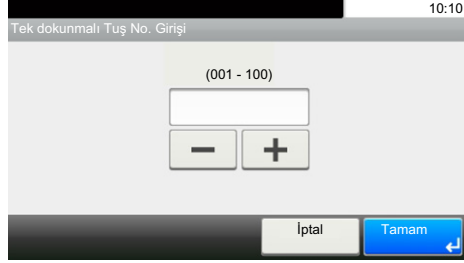 10:10
Tek dokunmalı Tuş No. Girişi
(001 - 100)
İptal
Tamam